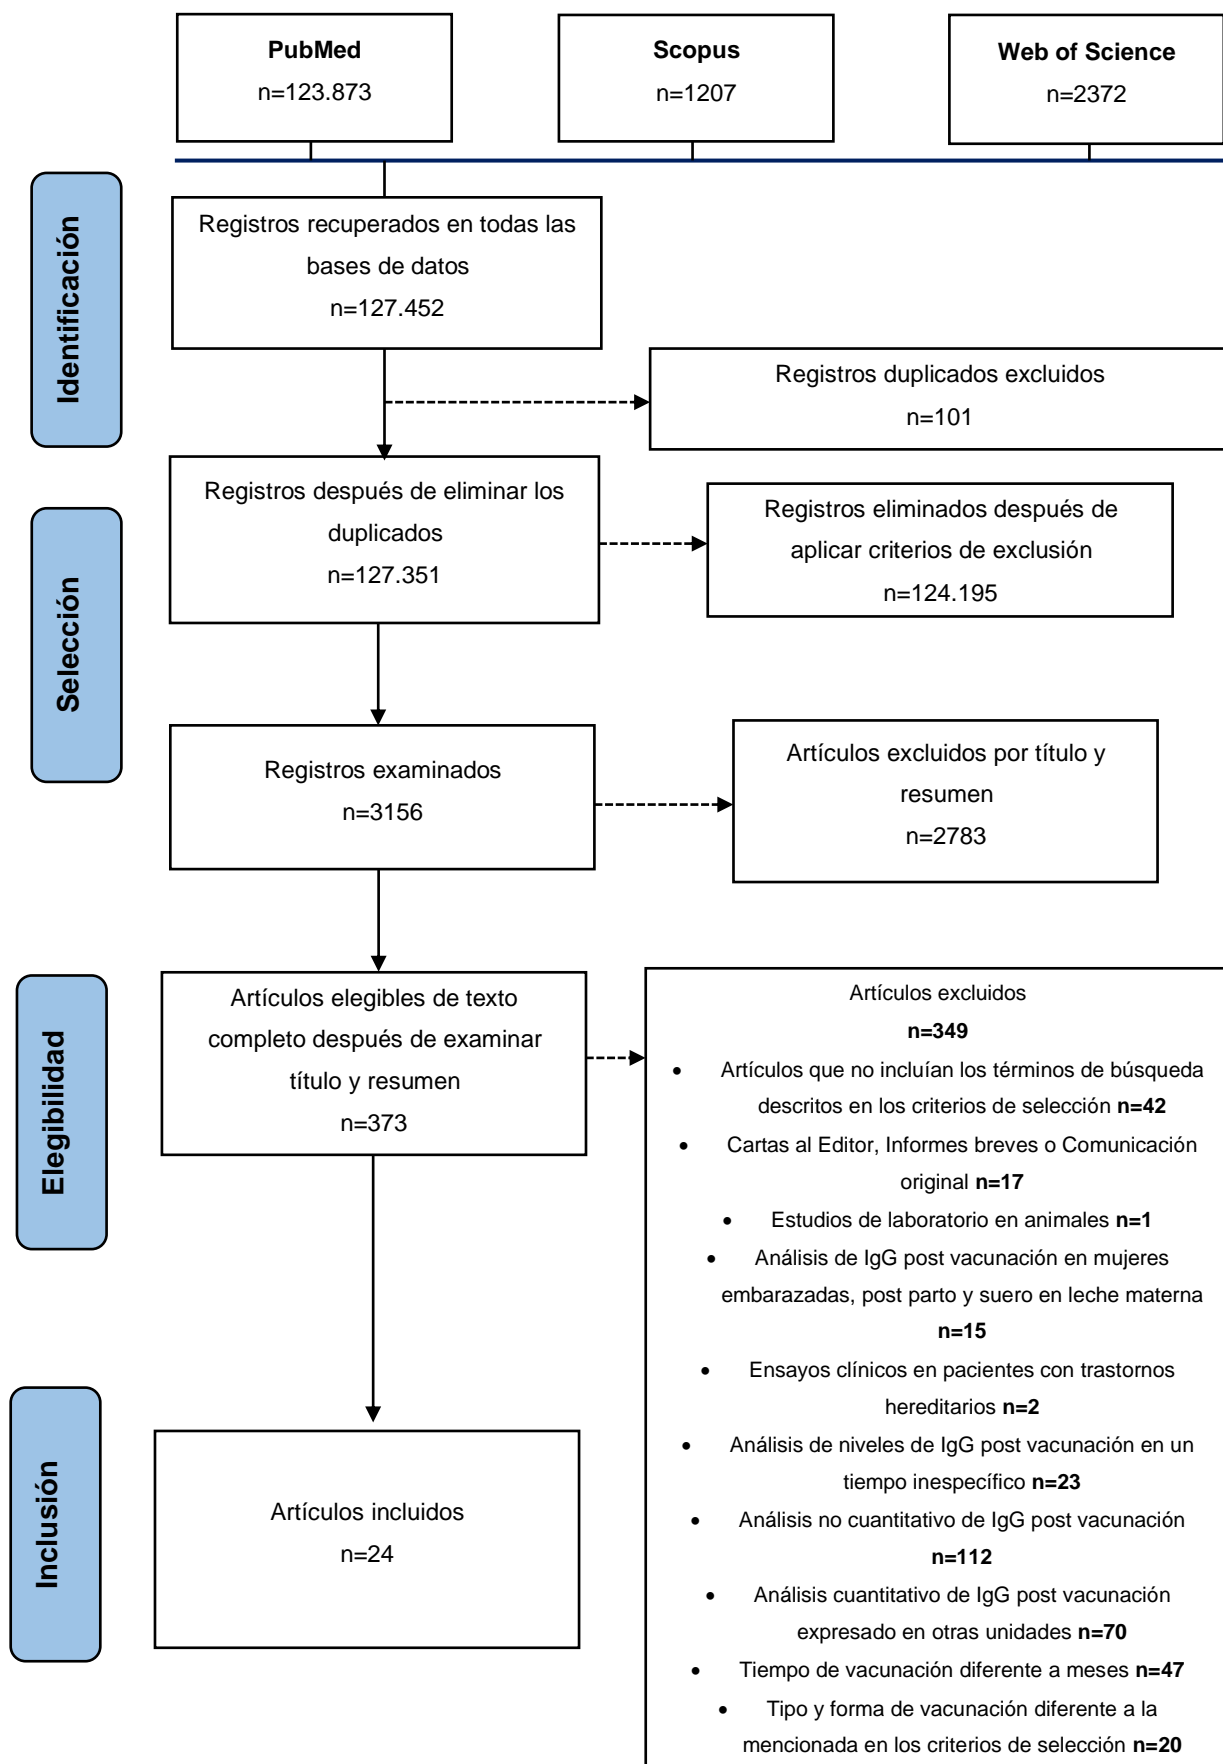 PubMed
n=123.873
Scopus
n=1207
Web of Science
n=2372
Identificación
Registros recuperados en todas las
bases de datos
n=127.452
Registros duplicados excluidos
n=101
Selección
Registros después de eliminar los
duplicados
n=127.351
Registros eliminados después de
aplicar criterios de exclusión
n=124.195
Registros examinados
n=3156
Artículos excluidos por título y
resumen
n=2783
Elegibilidad
Artículos elegibles de texto
completo después de examinar
título y resumen
n=373
Artículos excluidos
n=349
• Artículos que no incluían los términos de búsqueda
descritos en los criterios de selección n=42
• Cartas al Editor, Informes breves o Comunicación
original n=17
• Estudios de laboratorio en animales n=1
• Análisis de IgG post vacunación en mujeres
embarazadas, post parto y suero en leche materna
n=15
• Ensayos clínicos en pacientes con trastornos
hereditarios n=2
• Análisis de niveles de IgG post vacunación en un
tiempo inespecífico n=23
• Análisis no cuantitativo de IgG post vacunación
n=112
• Análisis cuantitativo de IgG post vacunación
expresado en otras unidades n=70
• Tiempo de vacunación diferente a meses n=47
• Tipo y forma de vacunación diferente a la
mencionada en los criterios de selección n=20
Inclusión
Artículos incluidos
n=24